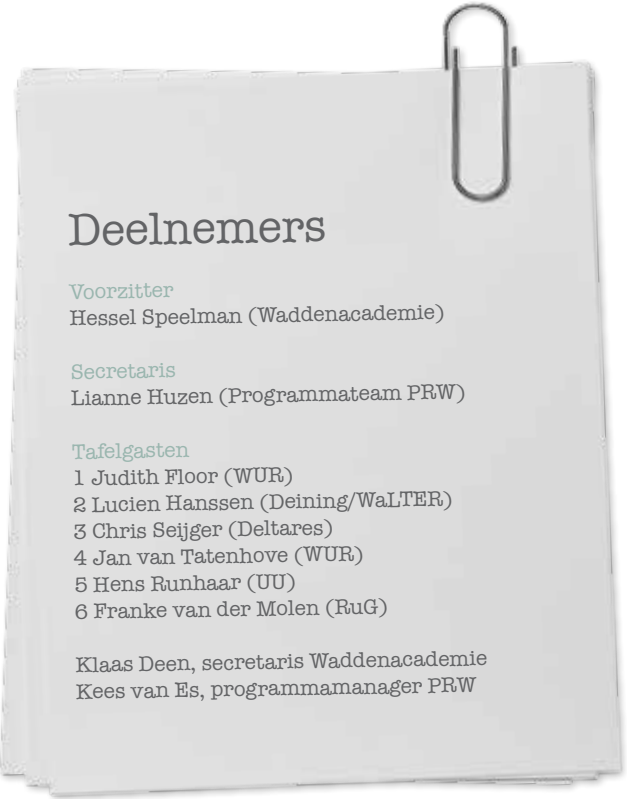 Deelnemers
Voorzitter
Hessel Speelman (Waddenacademie)
Secretaris
Lianne Huzen (Programmateam PRW)
Tafelgasten
1 Judith Floor (WUR)
2 Lucien Hanssen (Deining/WaLTER)
3 Chris Seijger (Deltares)
4 Jan van Tatenhove (WUR)
5 Hens Runhaar (UU)
6 Franke van der Molen (RuG)
Klaas Deen, secretaris Waddenacademie
Kees van Es, programmamanager PRW